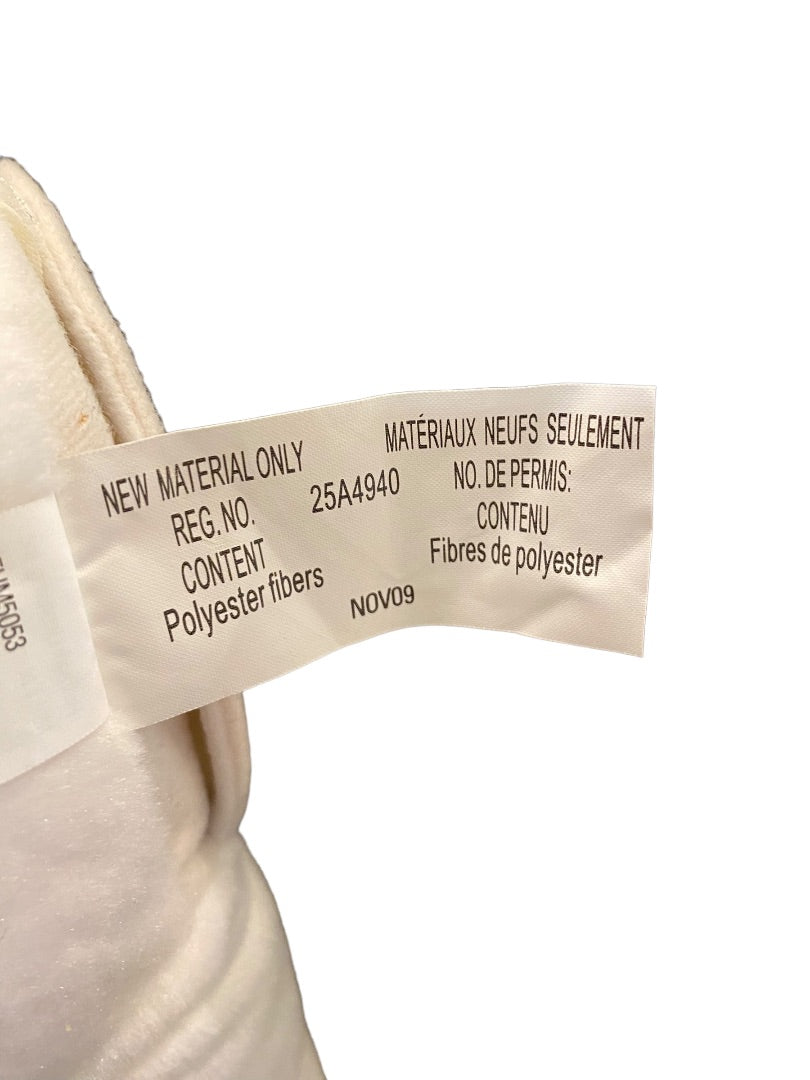 NEW MATERIAL ONLY
REG. NO.
CONTENT
Polyester fibers
25A4940
NOV09
MATÉRIAUX NEUFS SEULEMENT
NO. DE PERMIS:
CONTENU
Fibres de polyester